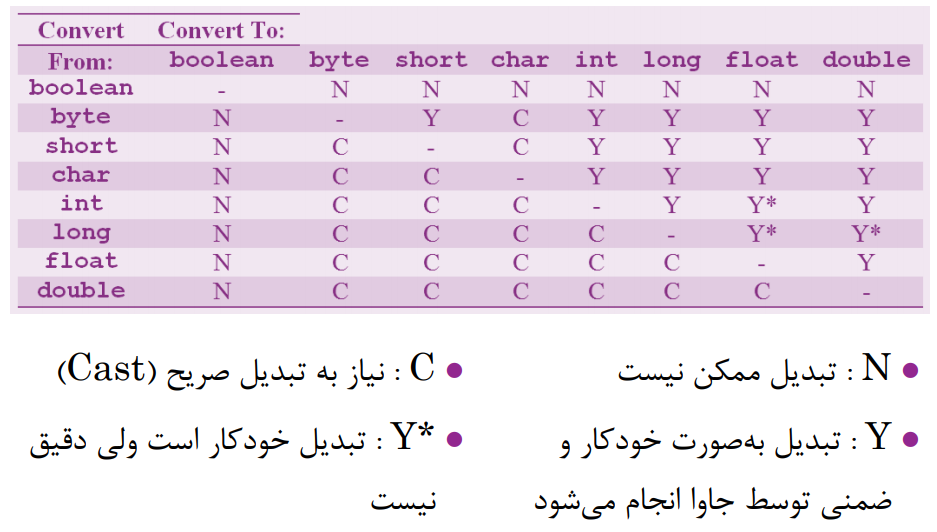 Convert Convert To:
From: boolean byte short char int long float double
boolean - N N N N N N N
byte N - Y C Y Y Y Y
short N C - C Y Y Y Y
char N C C - Y Y Y Y
int N C C C - Y Y* Y
long N C C C C - Y* Y*
float N C C C C C - Y
double N C C C C C C -
● N : تبدیل ممکن نیست
● Y : تبدیل به‌صورت خودکار و
ضمنی توسط جاوا انجام می‌شود
● C : نیاز به تبدیل صریح (Cast)
● Y* : تبدیل خودکار است ولی دقیق
نیست